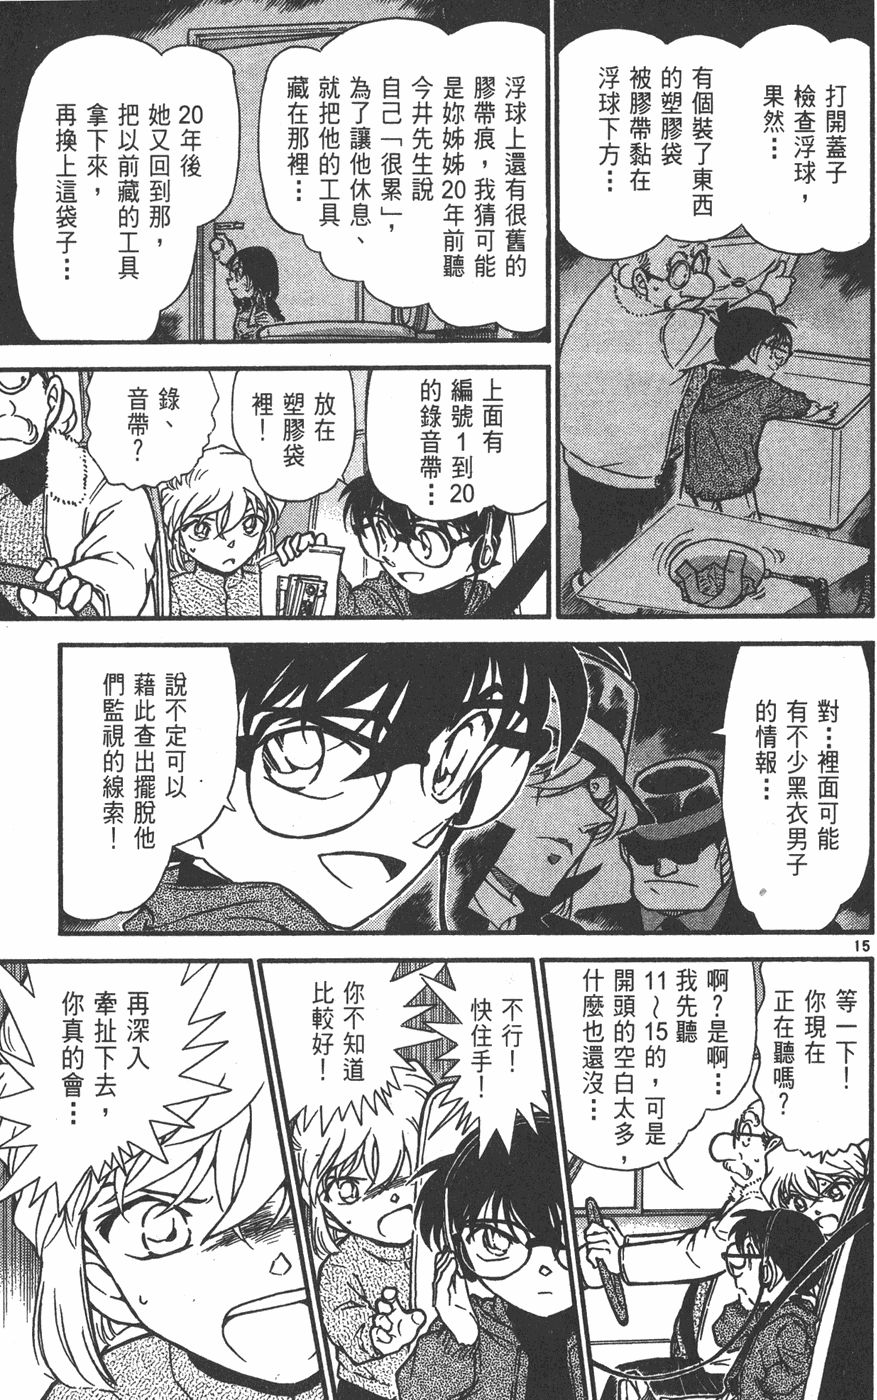 打開蓋子
檢查浮球，
果然…
有個裝了東西
的塑膠袋
被膠帶黏在
浮球下方…
浮球上還有很舊的
膠帶痕，我猜可能
是妳姊姊20年前聽
今井先生說
自己「很累」，
為了讓他休息、
就把他的工具
藏在那裡…
20年後
她又回到那，
把以前藏的工具
拿下來，
再換上這袋子…
上面有
編號1到20
的錄音帶…
放在
塑膠袋
裡！
錄、
音帶？
對…裡面可能
有不少黑衣男子
的情報…
說不定可以
藉此查出擺脫他
們監視的線索！
15
等一下！
你現在
正在聽嗎？
啊？是啊…
我先聽
11～15的，可是
開頭的空白太多，
什麼也還沒…
不行！
快住手！
你不知道
比較好！
再深入
牽扯下去，
你真的會…